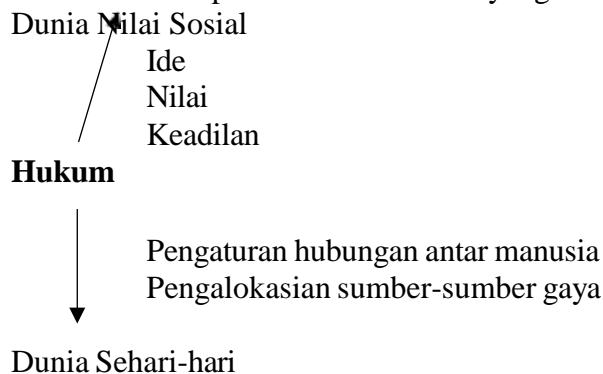 Dunia Nilai Sosial
Ide
Nilai
Keadilan
Hukum
Pengaturan hubungan antar manusia
Pengalokasian sumber-sumber gaya
Dunia Sehari-hari